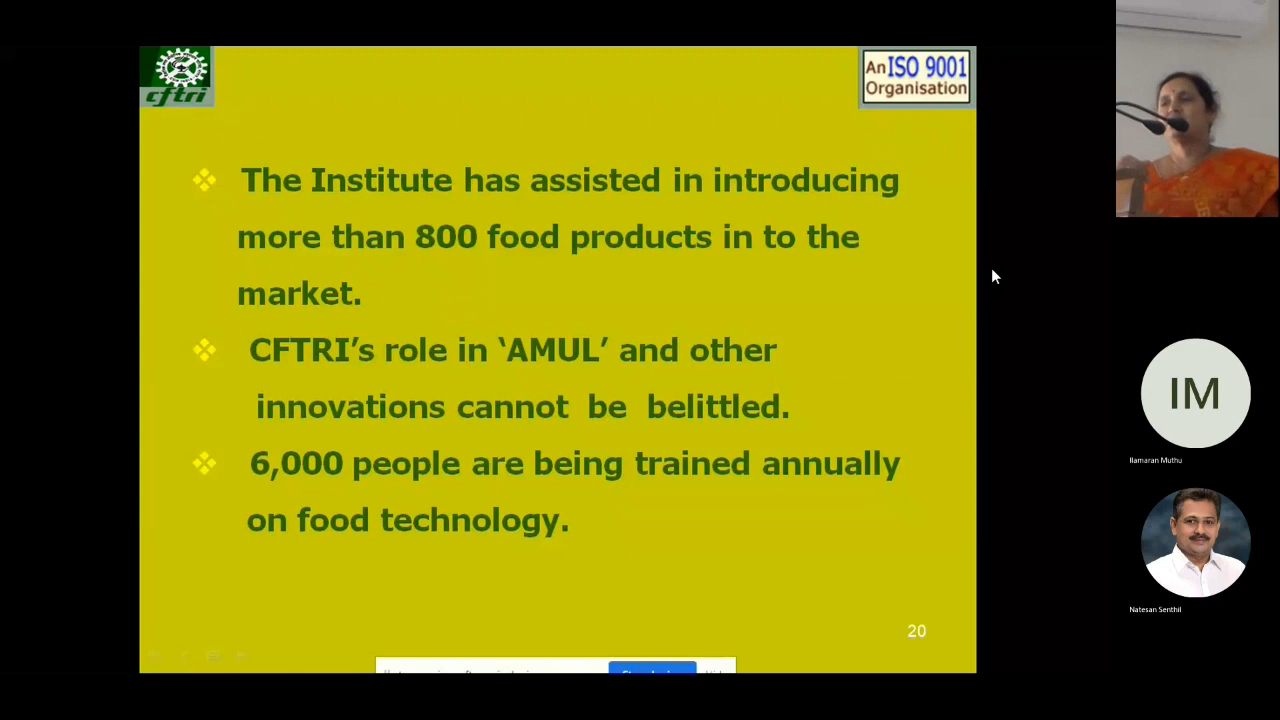 cftri
An ISO 9001
Organisation
❖ The Institute has assisted in introducing
more than 800 food products in to the
market.
❖ CFTRI’s role in ‘AMUL’ and other
innovations cannot be belittled.
❖ 6,000 people are being trained annually
on food technology.
20
IM
Ilamaran Muthu
Natesan Senthil